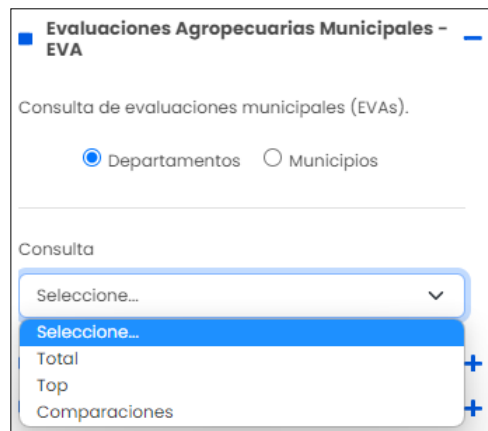 Evaluaciones Agropecuarias Municipales -
EVA
Consulta de evaluaciones municipales (EVAs).
Departamentos Municipios
Consulta
Seleccione...
Seleccione...
Total
Top
Comparaciones